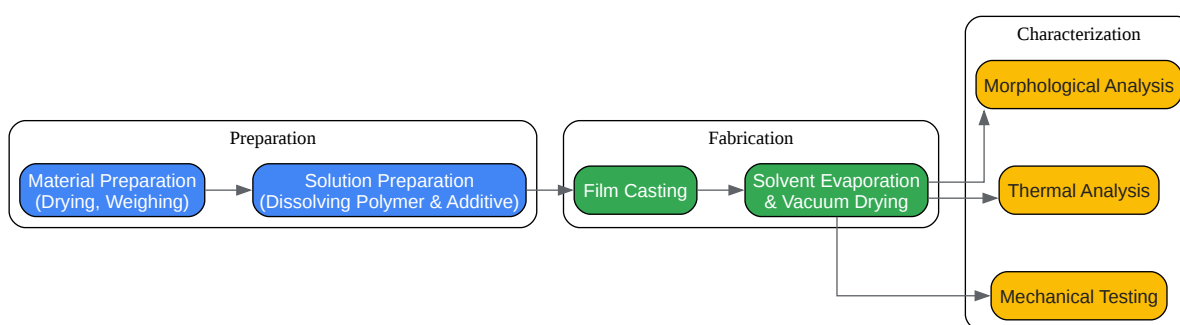 Preparation
Material Preparation
(Drying, Weighing)
Solution Preparation
(Dissolving Polymer & Additive)
Fabrication
Film Casting
Solvent Evaporation
& Vacuum Drying
Characterization
Morphological Analysis
Thermal Analysis
Mechanical Testing